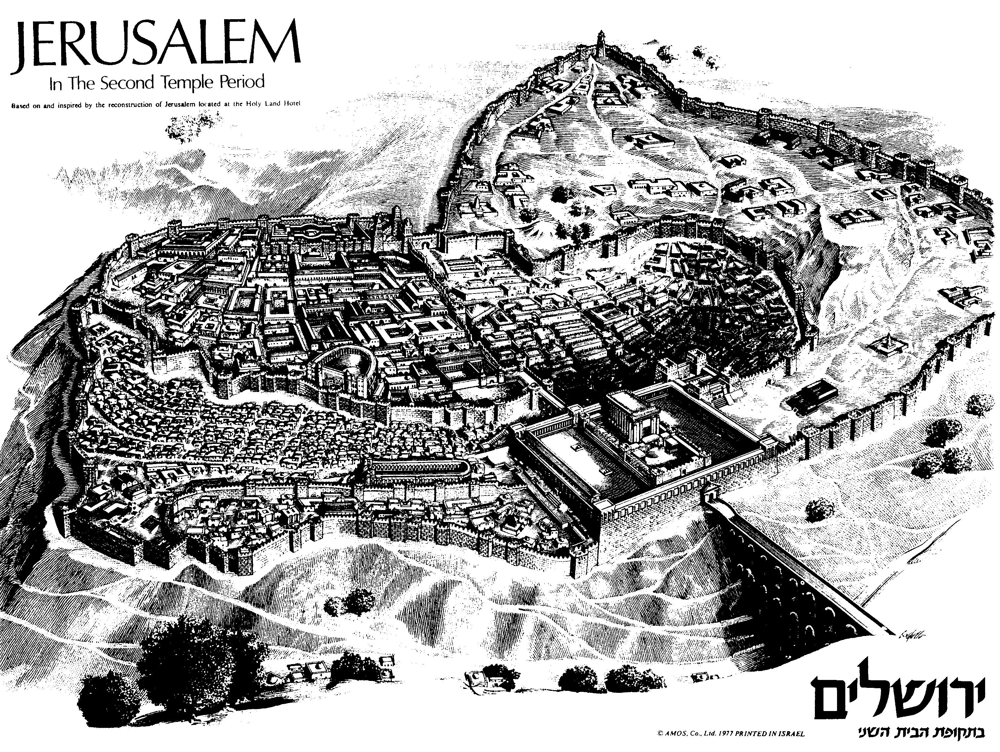 JERUSALEM
In The Second Temple Period
Based on and inspired by the reconstruction of Jerusalem located at the Holy Land Hotel
ירושלים
בתקופת הבית השני
© AMOS, Co., Ltd. 1977 PRINTED IN ISRAEL